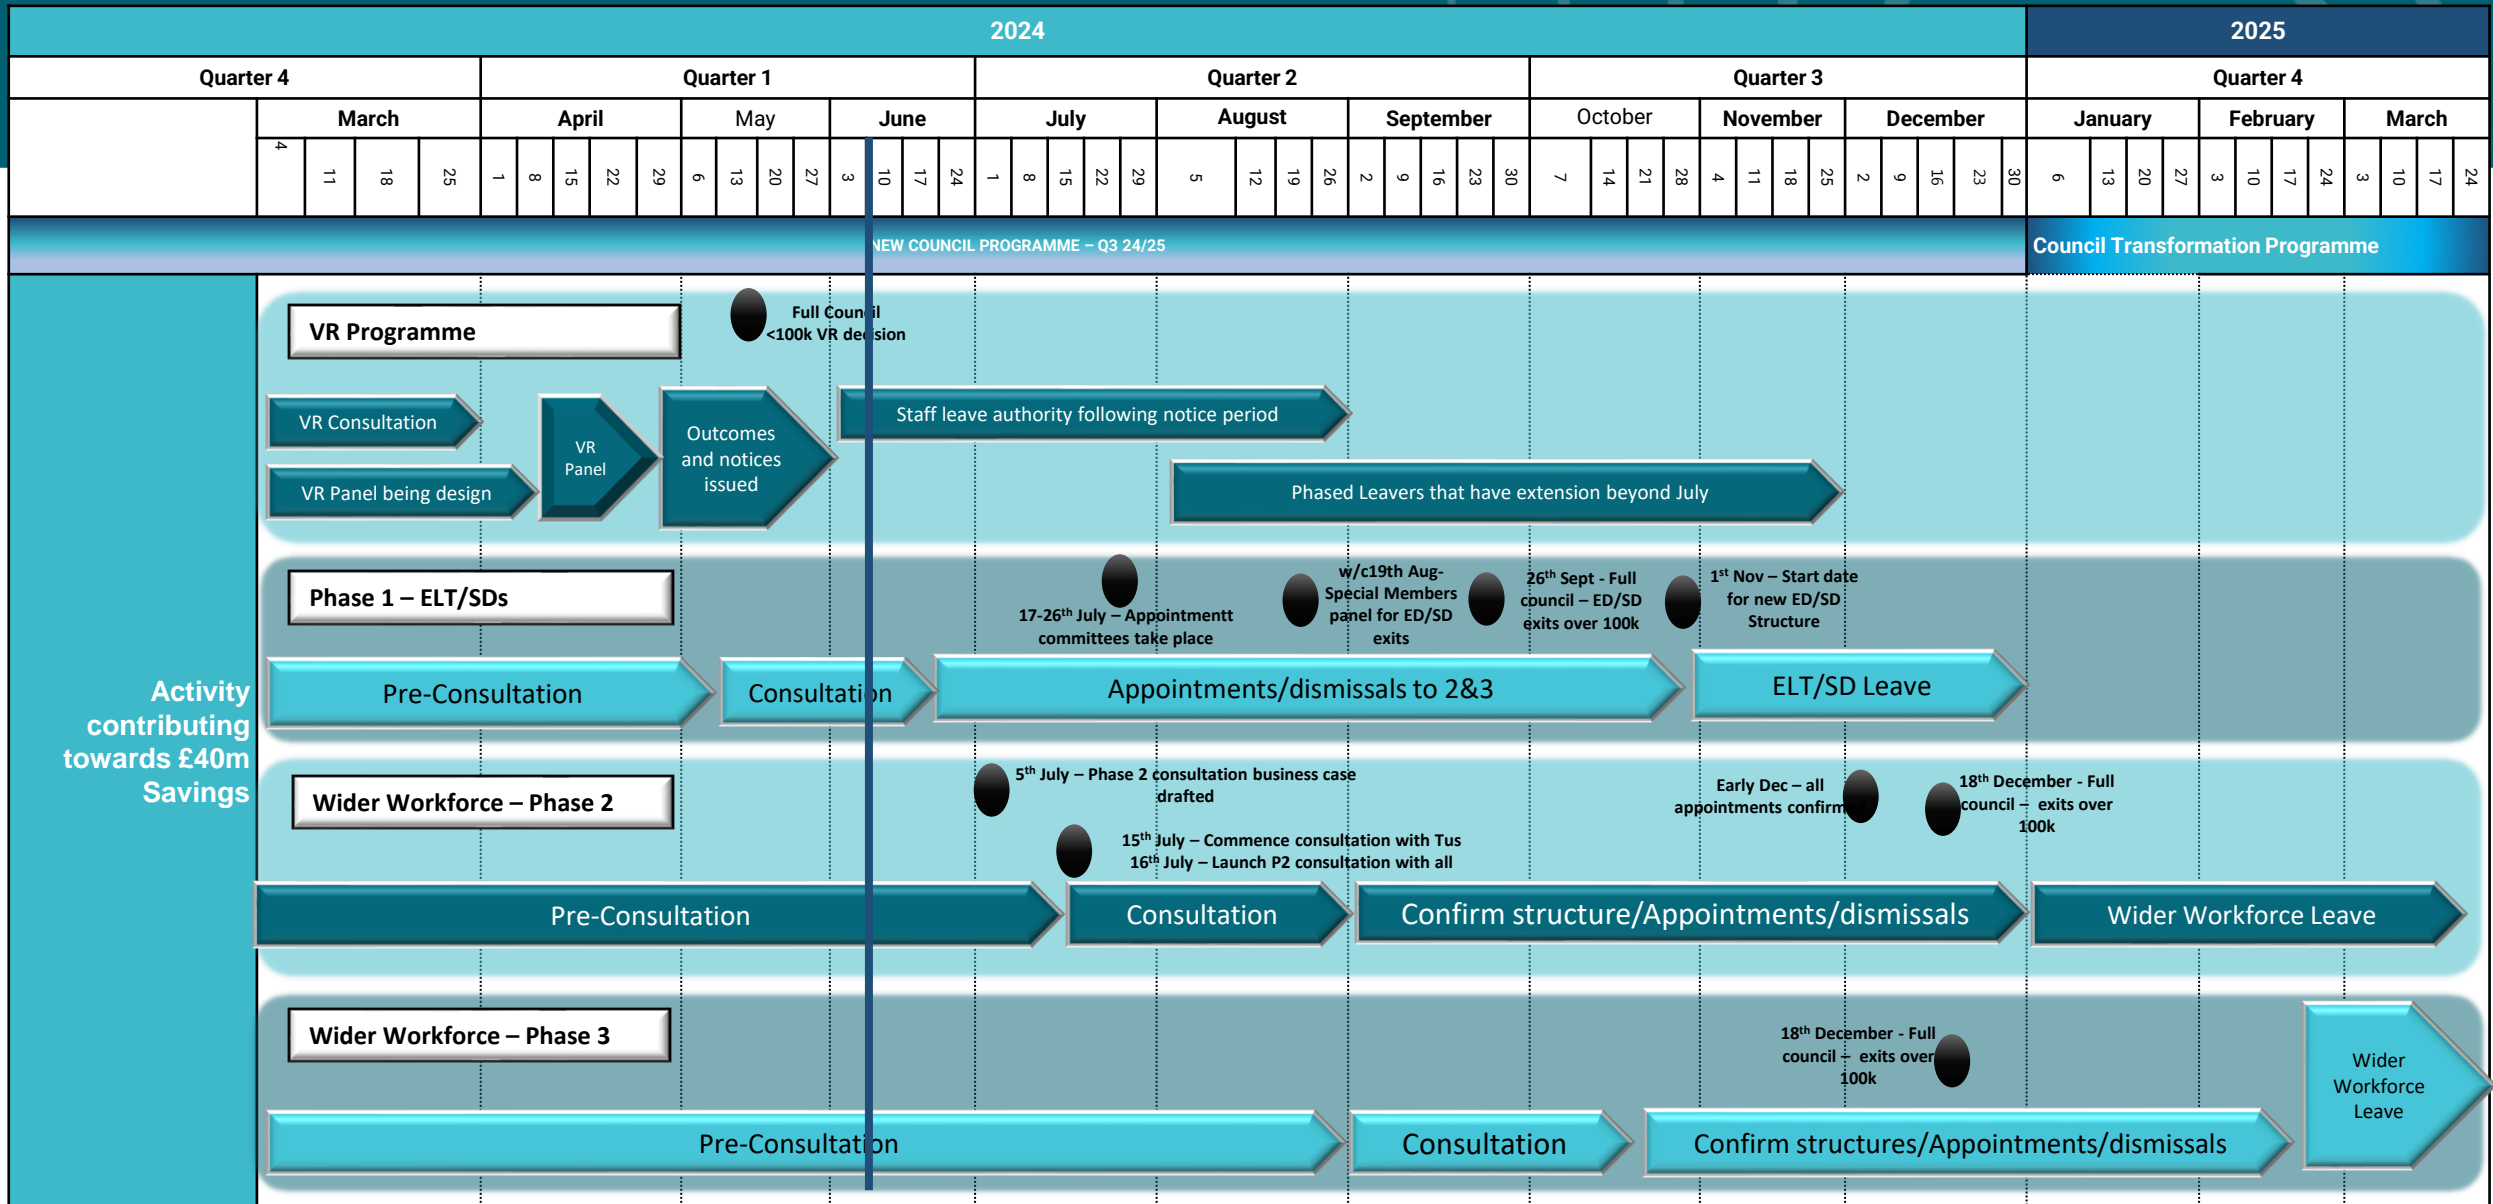 2024
2025
Quarter 4
Quarter 1
Quarter 2
Quarter 3
Quarter 4
March
April
May
June
July
August
September
October
November
December
January
February
March
4
11
18
25
1
8
15
22
29
6
13
20
27
3
10
17
24
1
8
15
22
29
5
12
19
26
2
9
16
23
30
7
14
21
28
4
11
18
25
2
9
16
23
30
6
13
20
27
3
10
17
24
3
10
17
24
NEW COUNCIL PROGRAMME – Q3 24/25
Council Transformation Programme
Activity
contributing
towards £40m
Savings
VR Programme
Full Council
<100k VR decision
VR Consultation
VR Panel being design
VR
Panel
Outcomes
and notices
issued
Staff leave authority following notice period
Phased Leavers that have extension beyond July
Phase 1 – ELT/SDs
17-26th July – Appointmentt
committees take place
w/c19th Aug-
Special Members
panel for ED/SD
exits
26th Sept - Full
council – ED/SD
exits over 100k
1st Nov – Start date
for new ED/SD
Structure
Pre-Consultation
Consultation
Appointments/dismissals to 2&3
ELT/SD Leave
Wider Workforce – Phase 2
5th July – Phase 2 consultation business case
drafted
15th July – Commence consultation with Tus
16th July – Launch P2 consultation with all
Early Dec – all
appointments confirmed
18th December - Full
council – exits over
100k
Pre-Consultation
Consultation
Confirm structure/Appointments/dismissals
Wider Workforce Leave
Wider Workforce – Phase 3
18th December - Full
council – exits over
100k
Pre-Consultation
Consultation
Confirm structures/Appointments/dismissals
Wider
Workforce
Leave